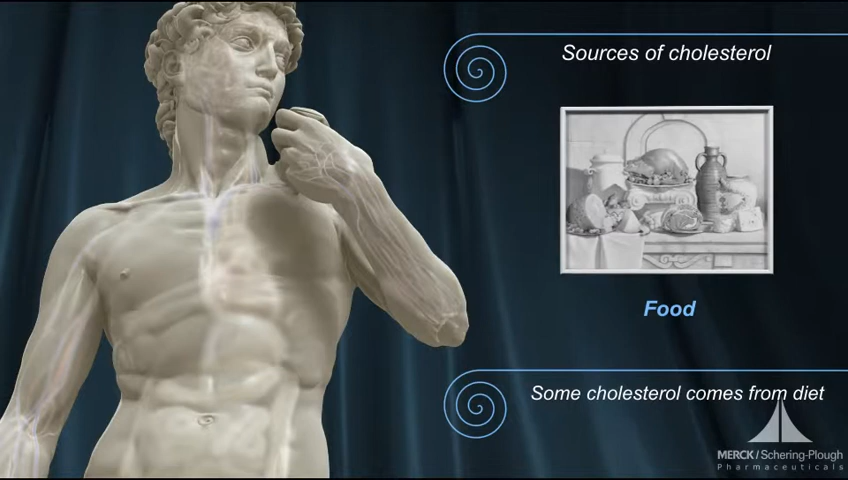 Sources of cholesterol
Food
Some cholesterol comes from diet
MERCK / Schering-Plough
Pharmaceuticals